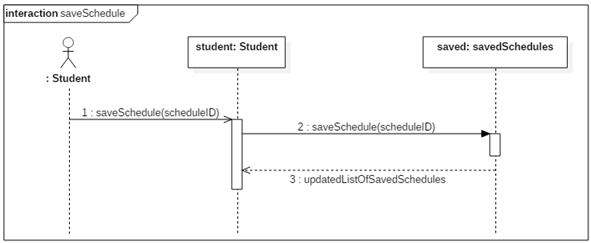 interaction saveSchedule
student: Student
saved: savedSchedules
: Student
1 : saveSchedule(scheduleID)
2 : saveSchedule(scheduleID)
3 : updatedListOfSavedSchedules